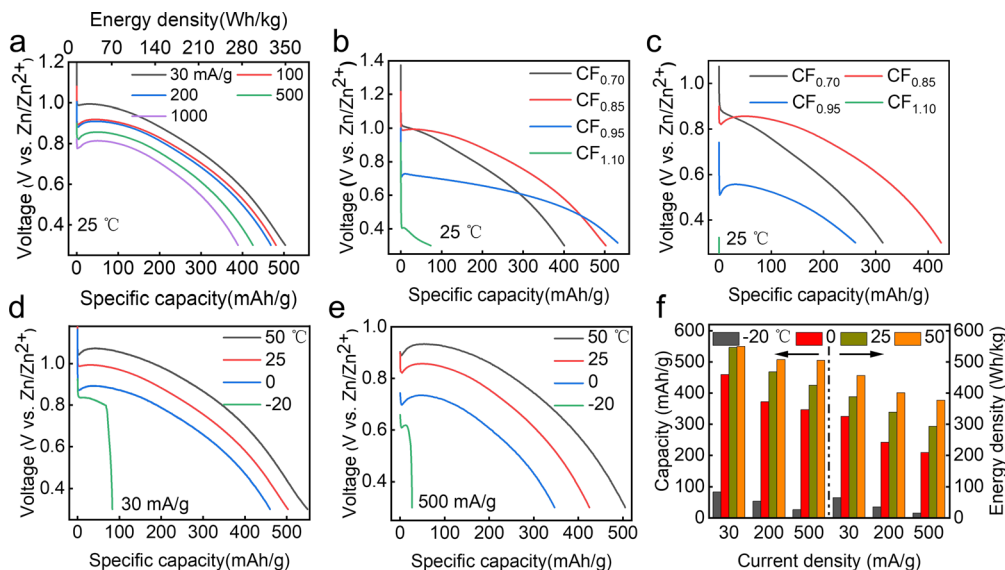 a
Energy density(Wh/kg)
0 70 140 210 280 350
Voltage (V vs. Zn/Zn²⁺)
1.2
1.0
0.8
0.6
0.4
30 mA/g 100
200 500
1000
25 ℃
0 100 200 300 400 500
Specific capacity(mAh/g)
b
Voltage (V vs. Zn/Zn²⁺)
1.4
1.2
1.0
0.8
0.6
0.4
CF₀.₇₀
CF₀.₈₅
CF₀.₉₅
CF₁.₁₀
25 ℃
0 100 200 300 400 500
Specific capacity(mAh/g)
c
Voltage (V vs. Zn/Zn²⁺)
1.0
0.8
0.6
0.4
CF₀.₇₀ CF₀.₈₅
CF₀.₉₅ CF₁.₁₀
25 ℃
0 100 200 300 400
Specific capacity(mAh/g)
d
Voltage (V vs. Zn/Zn²⁺)
1.0
0.8
0.6
0.4
50 ℃
25
0
-20
30 mA/g
0 100 200 300 400 500
Specific capacity(mAh/g)
e
Voltage (V vs. Zn/Zn²⁺)
1.0
0.8
0.6
0.4
50 ℃
25
0
-20
500 mA/g
0 100 200 300 400 500
Specific capacity(mAh/g)
f
Capacity (mAh/g)
600
500
400
300
200
100
0
-20 ℃ 0 25 50
600
500
400
300
200
100
0
Energy density (Wh/kg)
30 200 500 30 200 500
Current density (mA/g)